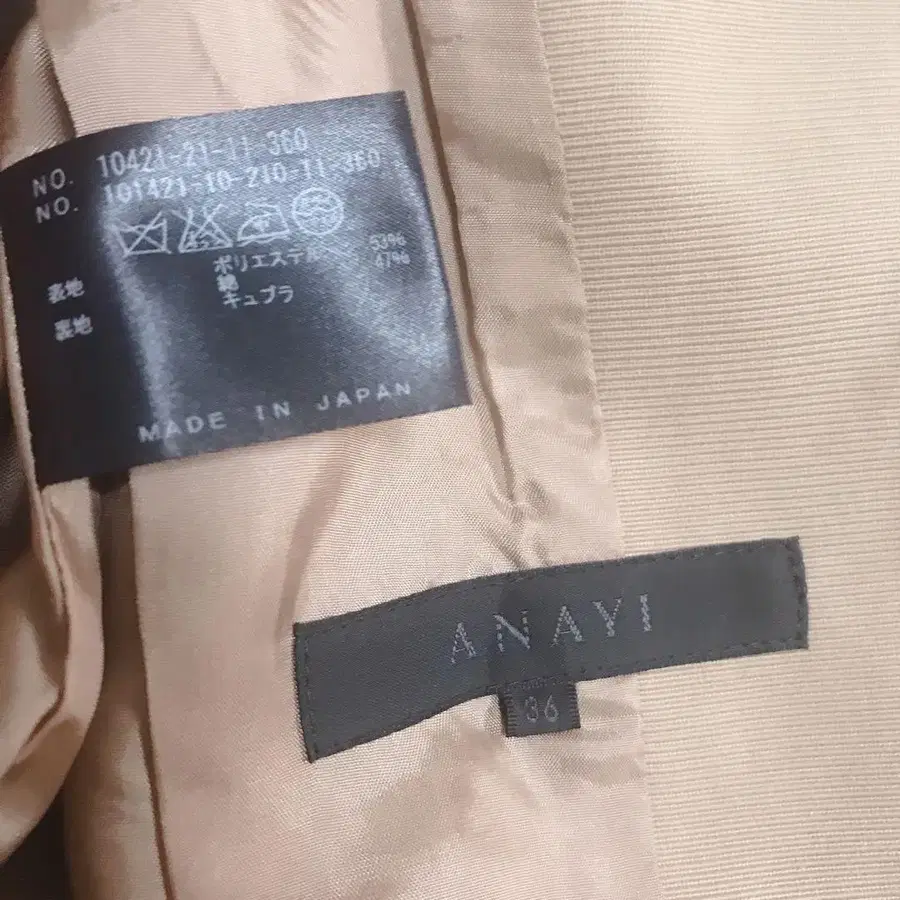 NO. 10421-21-11-360
NO. 101421-10-210-11-360
表地 ポリエステル 53%
綿 47%
裏地 キュプラ
MADE IN JAPAN
ANAYI
36